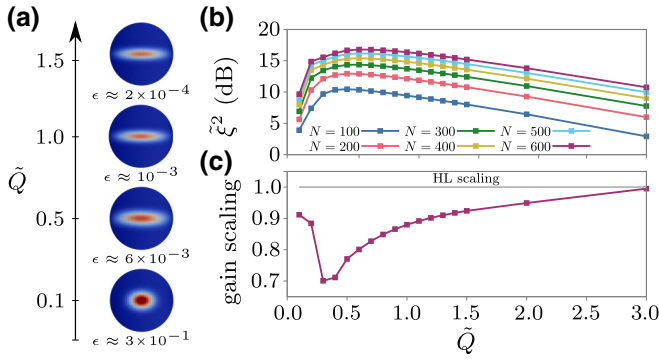 (a)
Q̃
1.5
1.0
0.5
0.1
ϵ ≈ 2×10⁻⁴
ϵ ≈ 10⁻³
ϵ ≈ 6×10⁻³
ϵ ≈ 3×10⁻¹
(b)
ξ̃² (dB)
20
15
10
5
0
N = 100 N = 300 N = 500
N = 200 N = 400 N = 600
(c)
gain scaling
HL scaling
1.0
0.9
0.8
0.7
0.0 0.5 1.0 1.5 2.0 2.5 3.0
Q̃